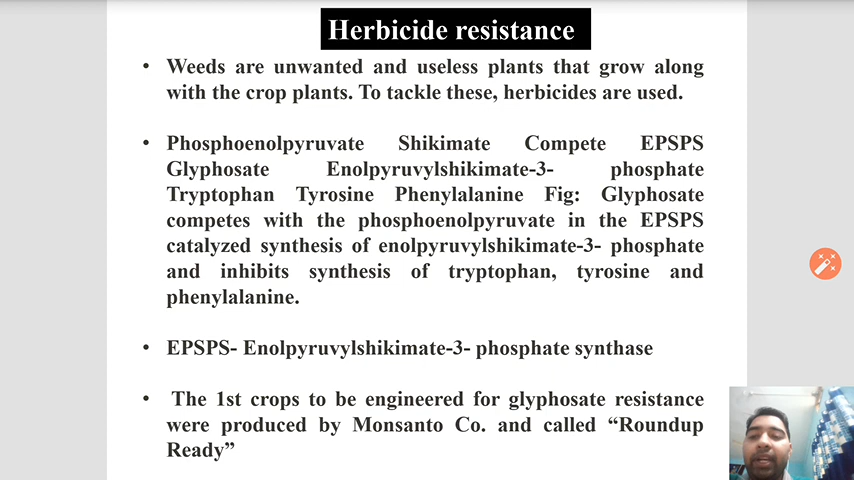 Herbicide resistance
• Weeds are unwanted and useless plants that grow along
with the crop plants. To tackle these, herbicides are used.
• Phosphoenolpyruvate Shikimate Compete EPSPS
Glyphosate Enolpyruvylshikimate-3- phosphate
Tryptophan Tyrosine Phenylalanine Fig: Glyphosate
competes with the phosphoenolpyruvate in the EPSPS
catalyzed synthesis of enolpyruvylshikimate-3- phosphate
and inhibits synthesis of tryptophan, tyrosine and
phenylalanine.
• EPSPS- Enolpyruvylshikimate-3- phosphate synthase
• The 1st crops to be engineered for glyphosate resistance
were produced by Monsanto Co. and called “Roundup
Ready”